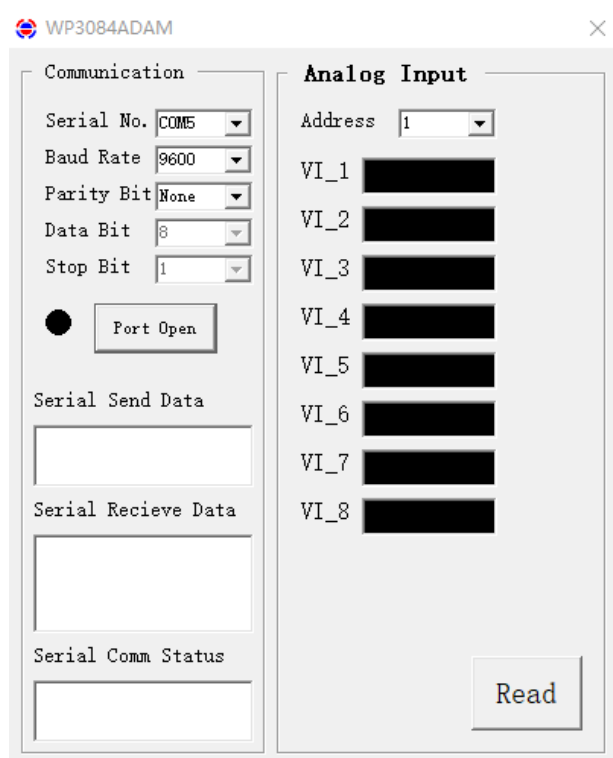 WP3084ADAM
Communication
Serial No. COM5
Baud Rate 9600
Parity Bit None
Data Bit 8
Stop Bit 1
Port Open
Serial Send Data
Serial Recieve Data
Serial Comm Status
Analog Input
Address 1
VI_1
VI_2
VI_3
VI_4
VI_5
VI_6
VI_7
VI_8
Read